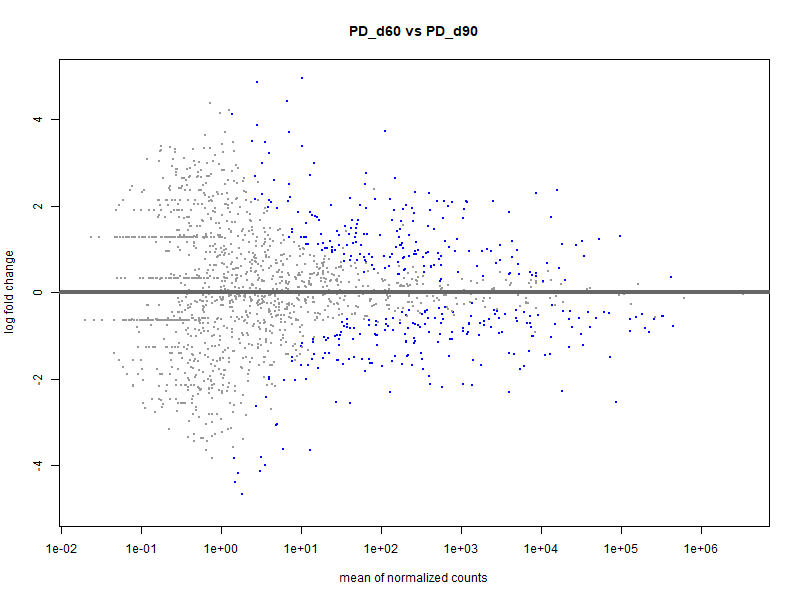 PD_d60 vs PD_d90
log fold change
4
2
0
-2
-4
1e-02 1e-01 1e+00 1e+01 1e+02 1e+03 1e+04 1e+05 1e+06
mean of normalized counts